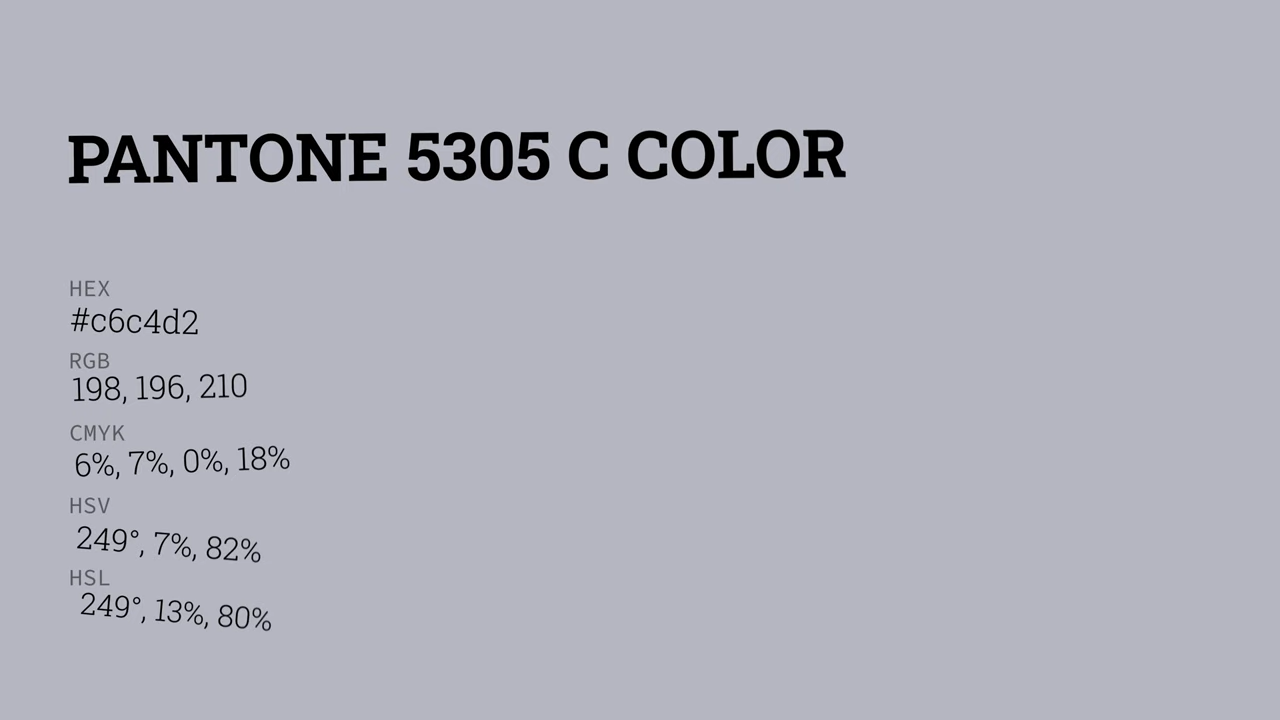 PANTONE 5305 C COLOR
HEX
#c6c4d2
RGB
198, 196, 210
CMYK
6%, 7%, 0%, 18%
HSV
249°, 7%, 82%
HSL
249°, 13%, 80%